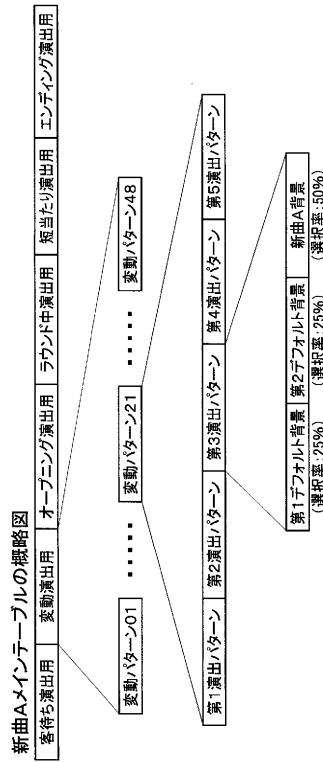 新曲Aメインテーブルの概略図
客待ち演出用 変動演出用 オープニング演出用 ラウンド中演出用 短当たり演出用 エンディング演出用
変動パターン01 ・・・・・ 変動パターン21 ・・・・・ 変動パターン48
第1演出パターン 第2演出パターン 第3演出パターン 第4演出パターン 第5演出パターン
第1デフォルト背景 第2デフォルト背景 新曲A背景
(選択率:25%) (選択率:25%) (選択率:50%)